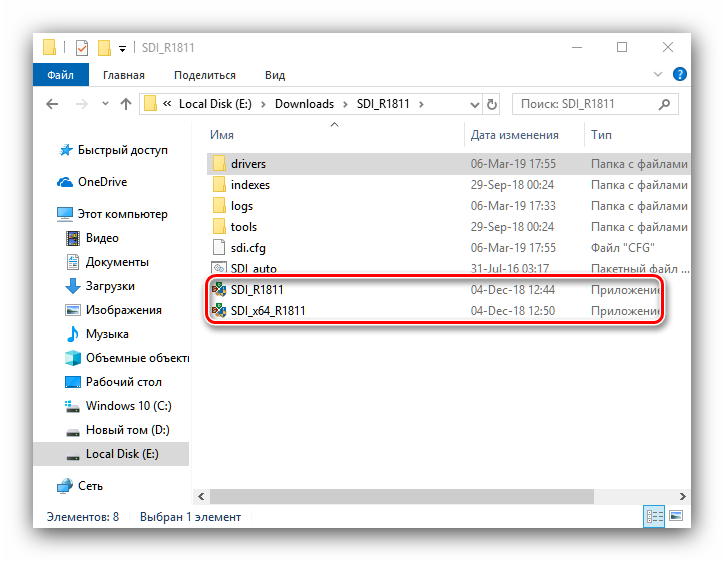 SDI_R1811
Файл Главная Поделиться Вид
« Local Disk (E:) > Downloads > SDI_R1811 > Поиск: SDI_R1811
Имя Дата изменения Тип
Быстрый доступ
OneDrive
Этот компьютер
Видео
Документы
Загрузки
Изображения
Музыка
Объемные объекты
Рабочий стол
Windows 10 (C:)
Новый том (D:)
Local Disk (E:)
Сеть
drivers 06-Mar-19 17:55 Папка с файлами
indexes 29-Sep-18 00:24 Папка с файлами
logs 06-Mar-19 17:33 Папка с файлами
tools 29-Sep-18 00:24 Папка с файлами
sdi.cfg 06-Mar-19 17:55 Файл "CFG"
SDI_auto 31-Jul-16 03:17 Пакетный файл ...
SDI_R1811 04-Dec-18 12:44 Приложение
SDI_x64_R1811 04-Dec-18 12:50 Приложение
Элементов: 8 Выбран 1 элемент